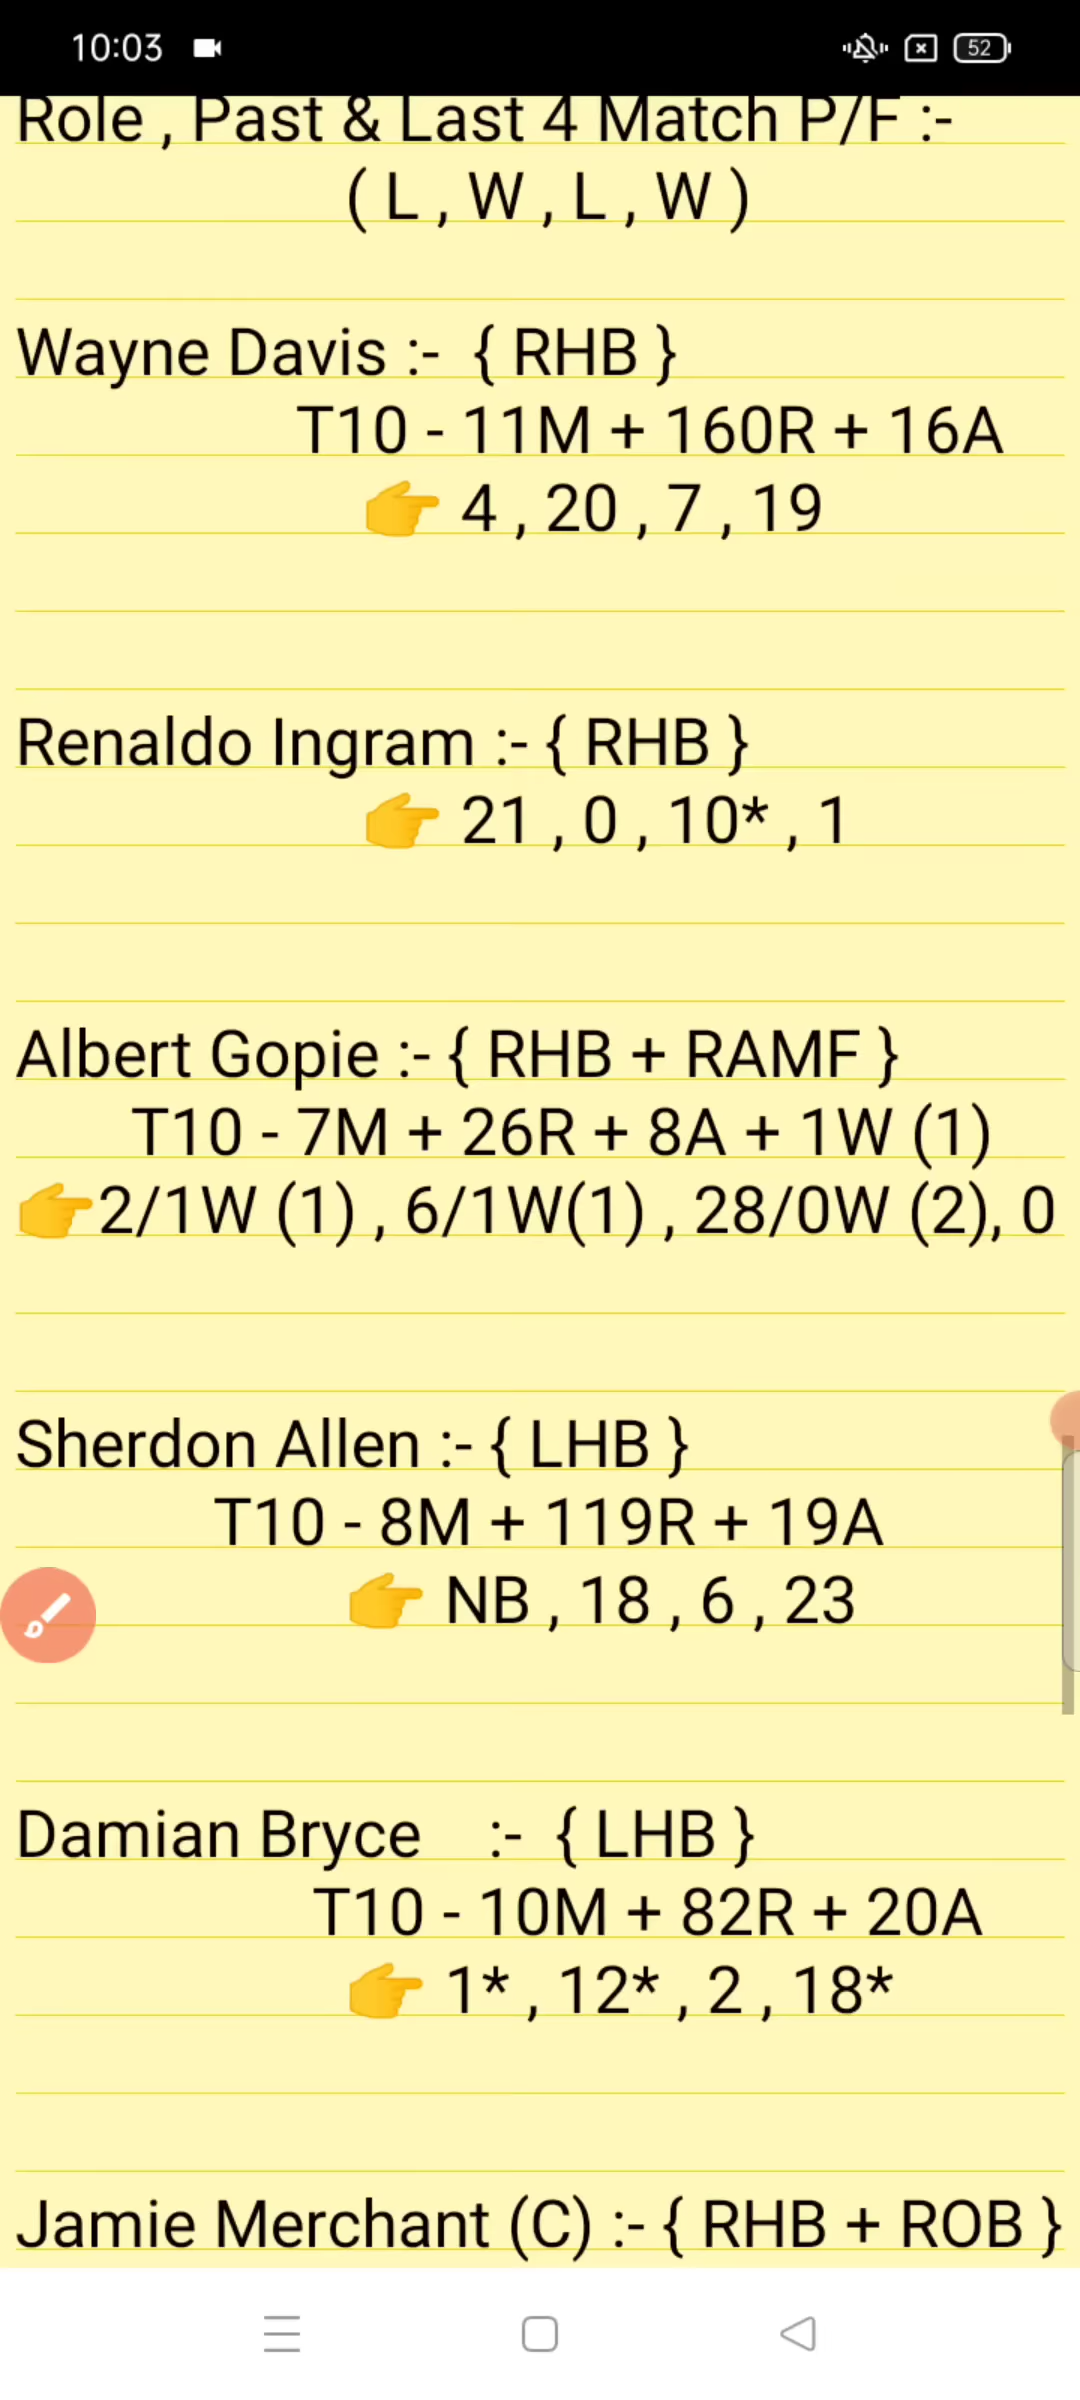 10:03
52
Role , Past & Last 4 Match P/F :-
( L , W , L , W )
Wayne Davis :- { RHB }
T10 - 11M + 160R + 16A
👉 4 , 20 , 7 , 19
Renaldo Ingram :- { RHB }
👉 21 , 0 , 10* , 1
Albert Gopie :- { RHB + RAMF }
T10 - 7M + 26R + 8A + 1W (1)
👉2/1W (1) , 6/1W(1) , 28/0W (2), 0
Sherdon Allen :- { LHB }
T10 - 8M + 119R + 19A
👉 NB , 18 , 6 , 23
Damian Bryce :- { LHB }
T10 - 10M + 82R + 20A
👉 1* , 12* , 2 , 18*
Jamie Merchant (C) :- { RHB + ROB }